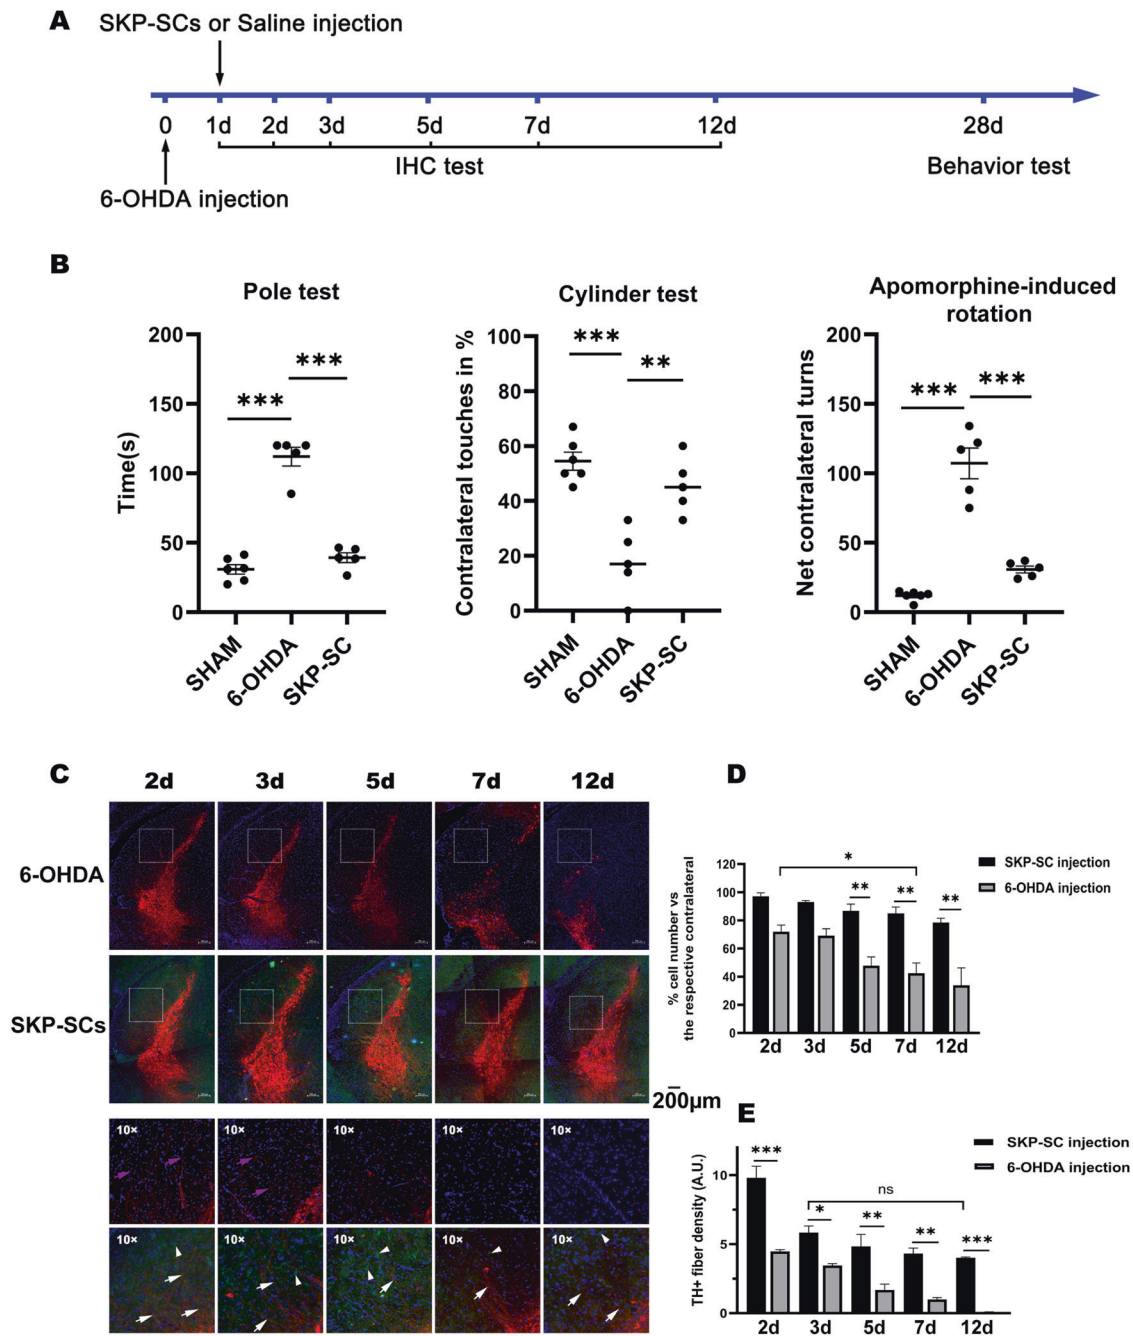 A
SKP-SCs or Saline injection
0 1d 2d 3d 5d 7d 12d 28d
IHC test
Behavior test
6-OHDA injection
B
Pole test
200
150
100
50
0
Time(s)
***
***
SHAM
6-OHDA
SKP-SC
Cylinder test
100
80
60
40
20
0
Contralateral touches in %
***
**
SHAM
6-OHDA
SKP-SC
Apomorphine-induced
rotation
200
150
100
50
0
Net contralateral turns
***
***
SHAM
6-OHDA
SKP-SC
C
2d 3d 5d 7d 12d
6-OHDA
SKP-SCs
200μm
10× 10× 10× 10× 10×
10× 10× 10× 10× 10×
D
SKP-SC injection
6-OHDA injection
% cell number vs
the respective contralateral
120
100
80
60
40
20
0
*
** ** **
2d 3d 5d 7d 12d
E
SKP-SC injection
6-OHDA injection
TH+ fiber density (A.U.)
10
5
0
***
ns
* ** ** ***
2d 3d 5d 7d 12d